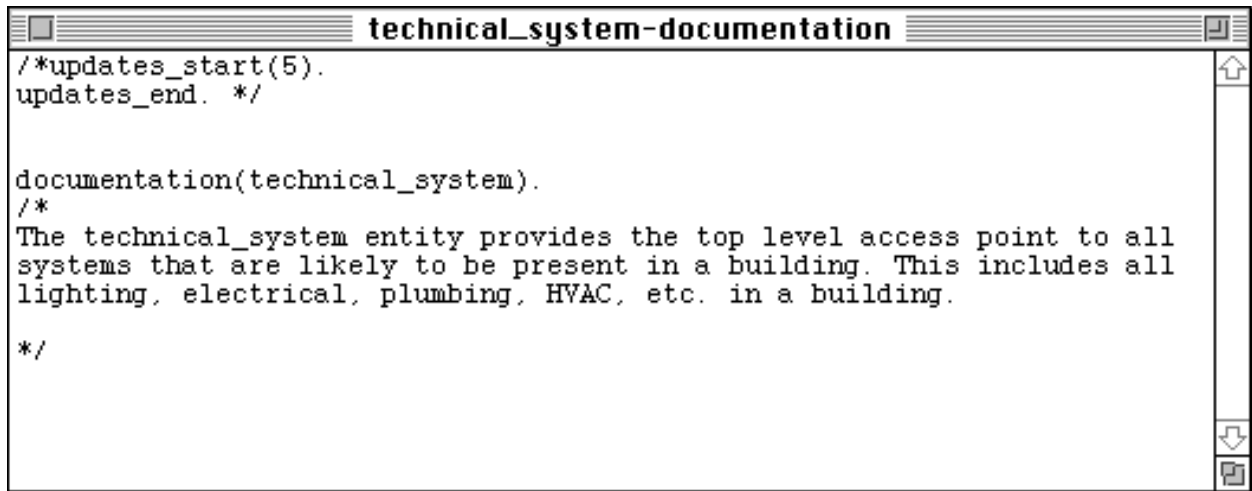 technical_system-documentation
/*updates_start(5).
updates_end. */
documentation(technical_system).
/*
The technical_system entity provides the top level access point to all
systems that are likely to be present in a building. This includes all
lighting, electrical, plumbing, HVAC, etc. in a building.
*/